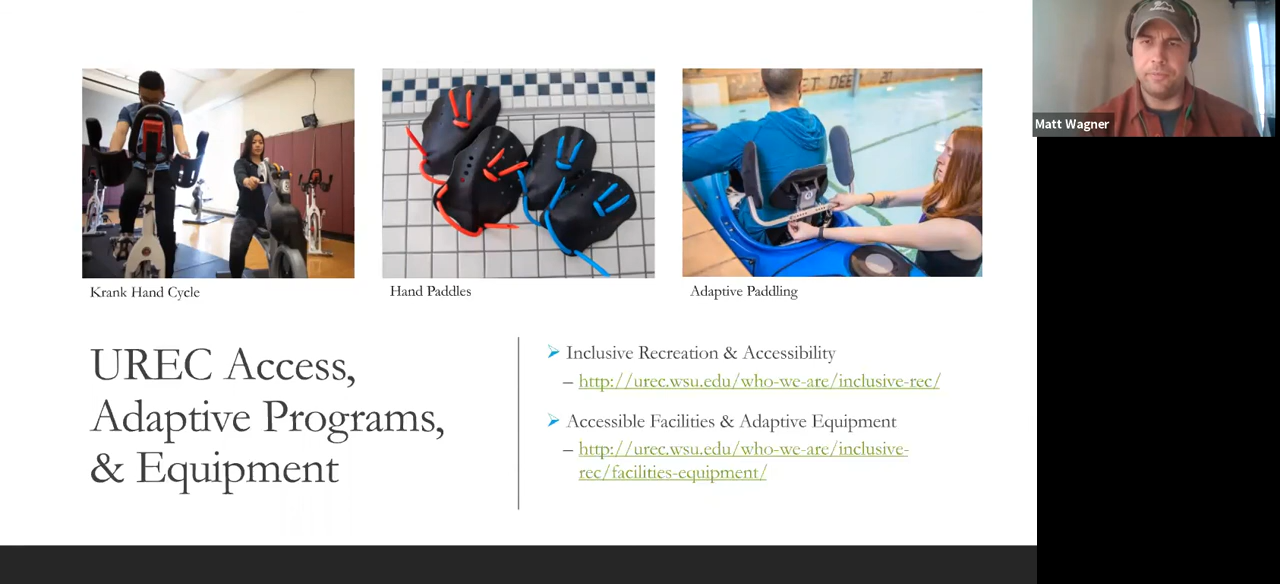 Matt Wagner
Krank Hand Cycle
Hand Paddles
Adaptive Paddling
UREC Access,
Adaptive Programs,
& Equipment
Inclusive Recreation & Accessibility
– http://urec.wsu.edu/who-we-are/inclusive-rec/
Accessible Facilities & Adaptive Equipment
– http://urec.wsu.edu/who-we-are/inclusive-
rec/facilities-equipment/